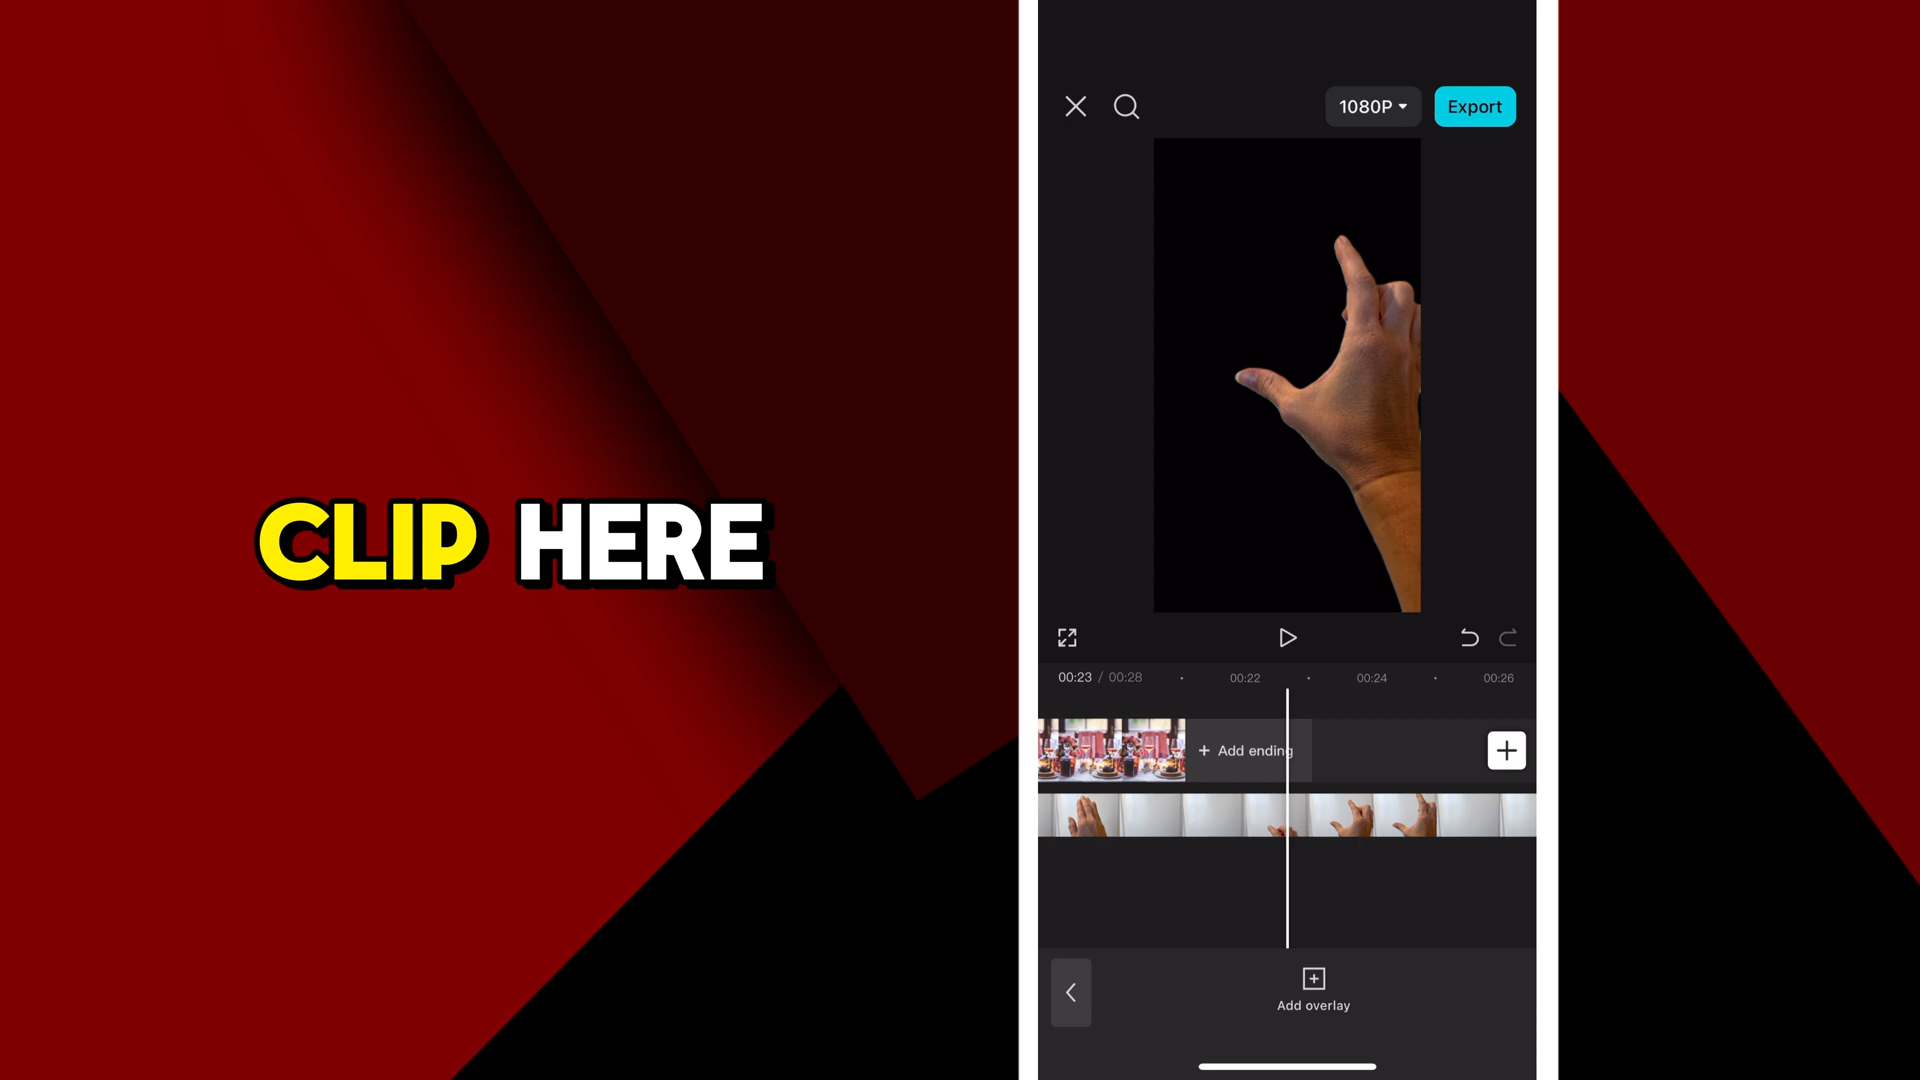 1080P
Export
CLIP HERE
00:23 / 00:28
00:22
00:24
00:26
+ Add ending
Add overlay